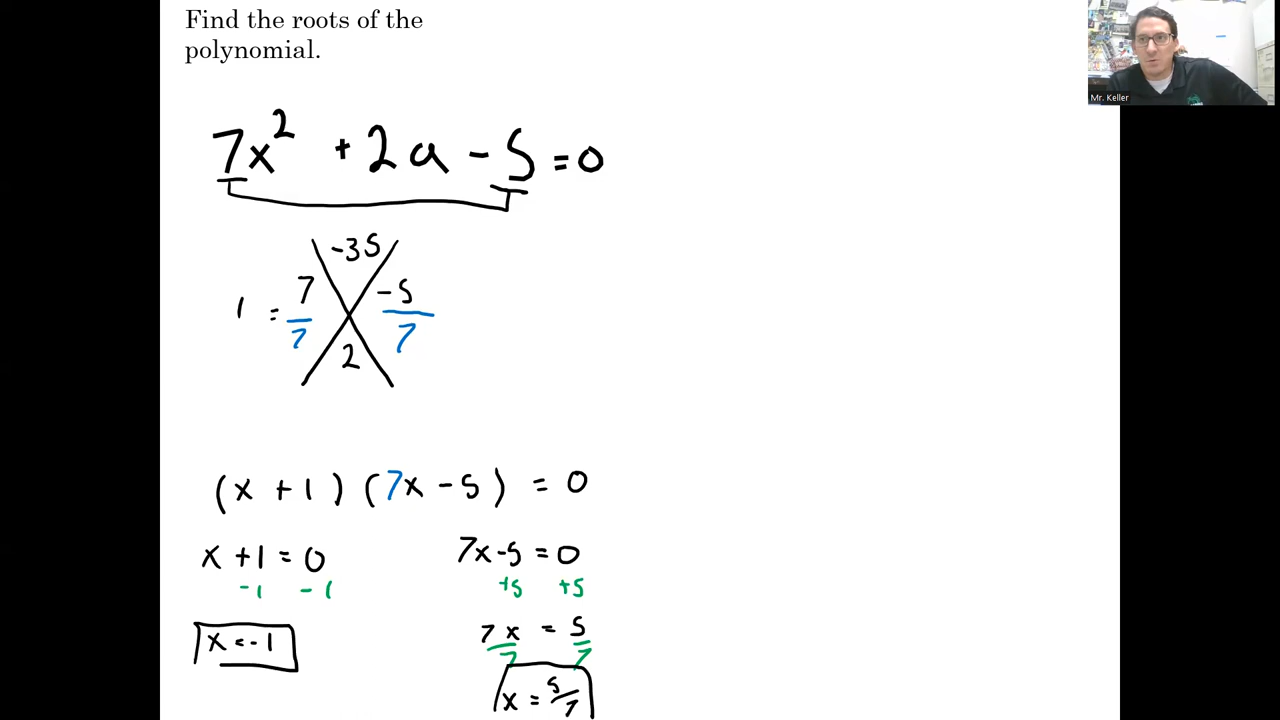 Find the roots of the
polynomial.
Mr. Keller
7x² + 2a - 5 = 0
-35
1 = 7/7 -5/7
2
(x + 1) (7x - 5) = 0
x + 1 = 0 7x - 5 = 0
-1 -1 +5 +5
7x/7 = 5/7
x = -1
x = 5/7